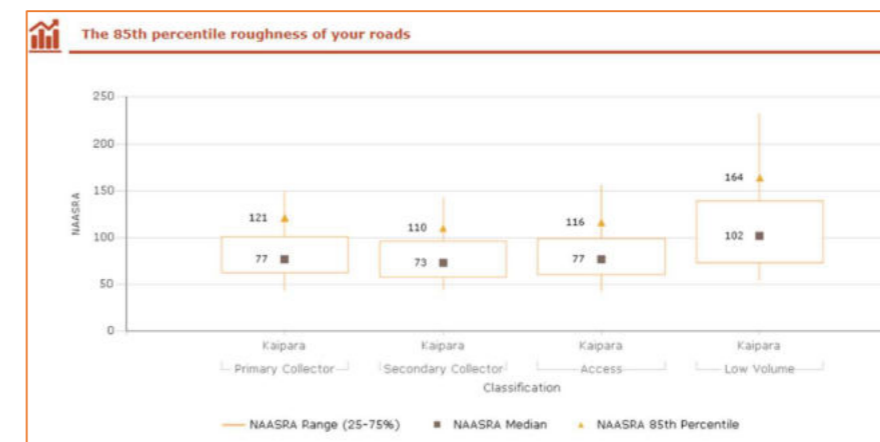 The 85th percentile roughness of your roads
250
200
150
100
50
0
NAASRA
121
77
110
73
116
77
164
102
Kaipara Kaipara Kaipara Kaipara
Primary Collector Secondary Collector Access Low Volume
Classification
NAASRA Range (25-75%) NAASRA Median NAASRA 85th Percentile